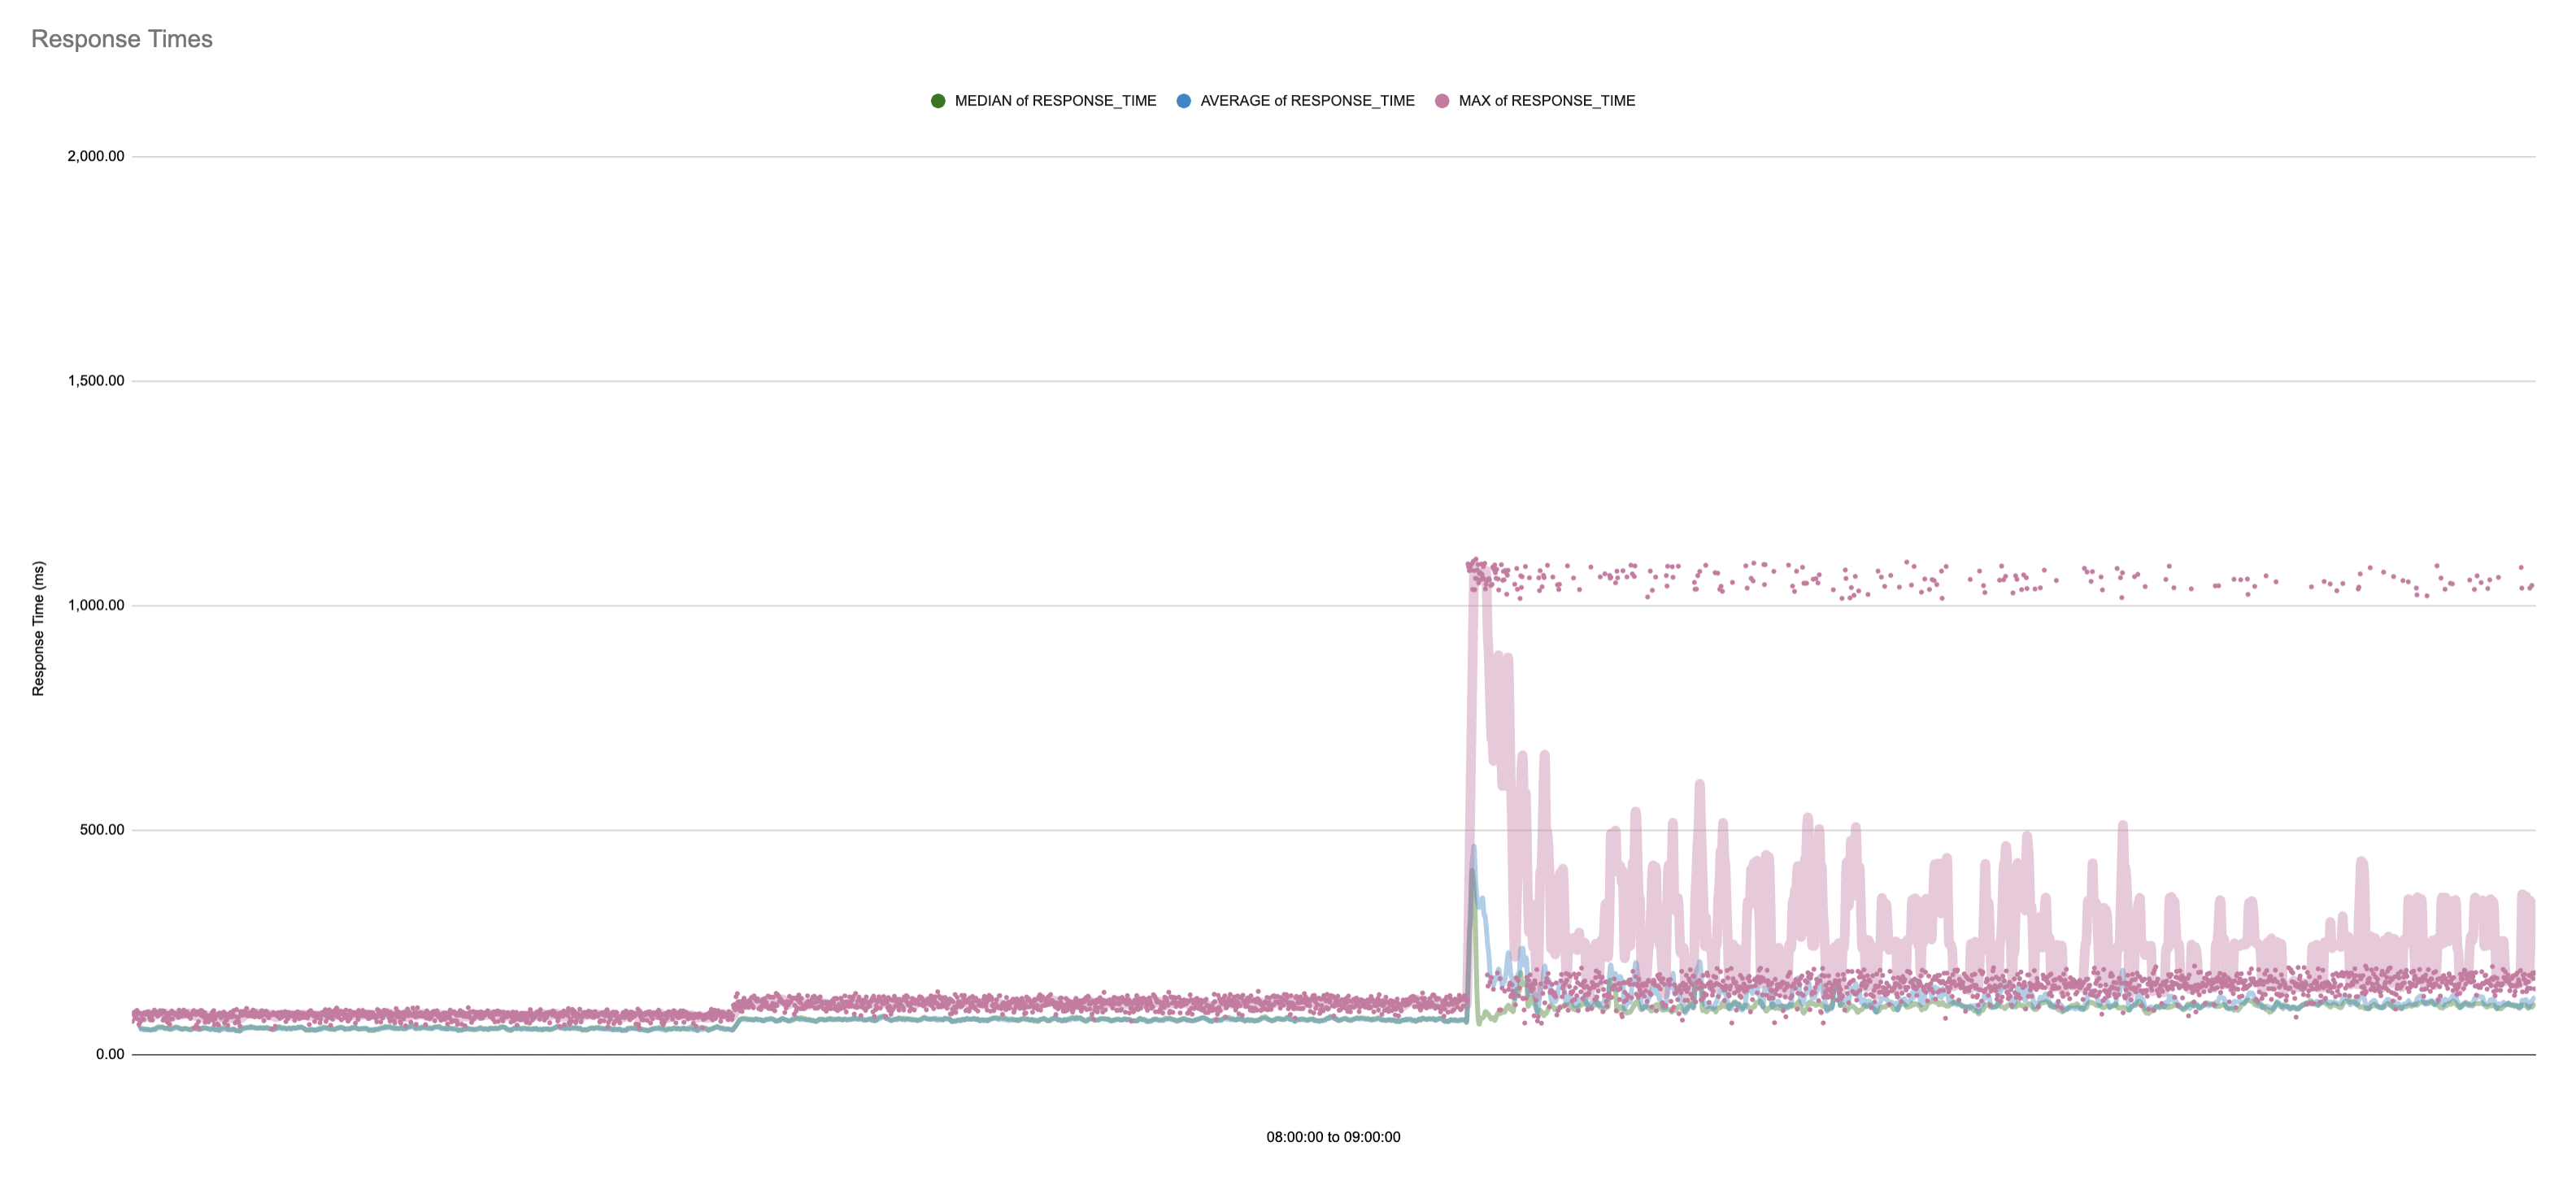 Response Times
MEDIAN of RESPONSE_TIME AVERAGE of RESPONSE_TIME MAX of RESPONSE_TIME
2,000.00
1,500.00
1,000.00
500.00
0.00
Response Time (ms)
08:00:00 to 09:00:00